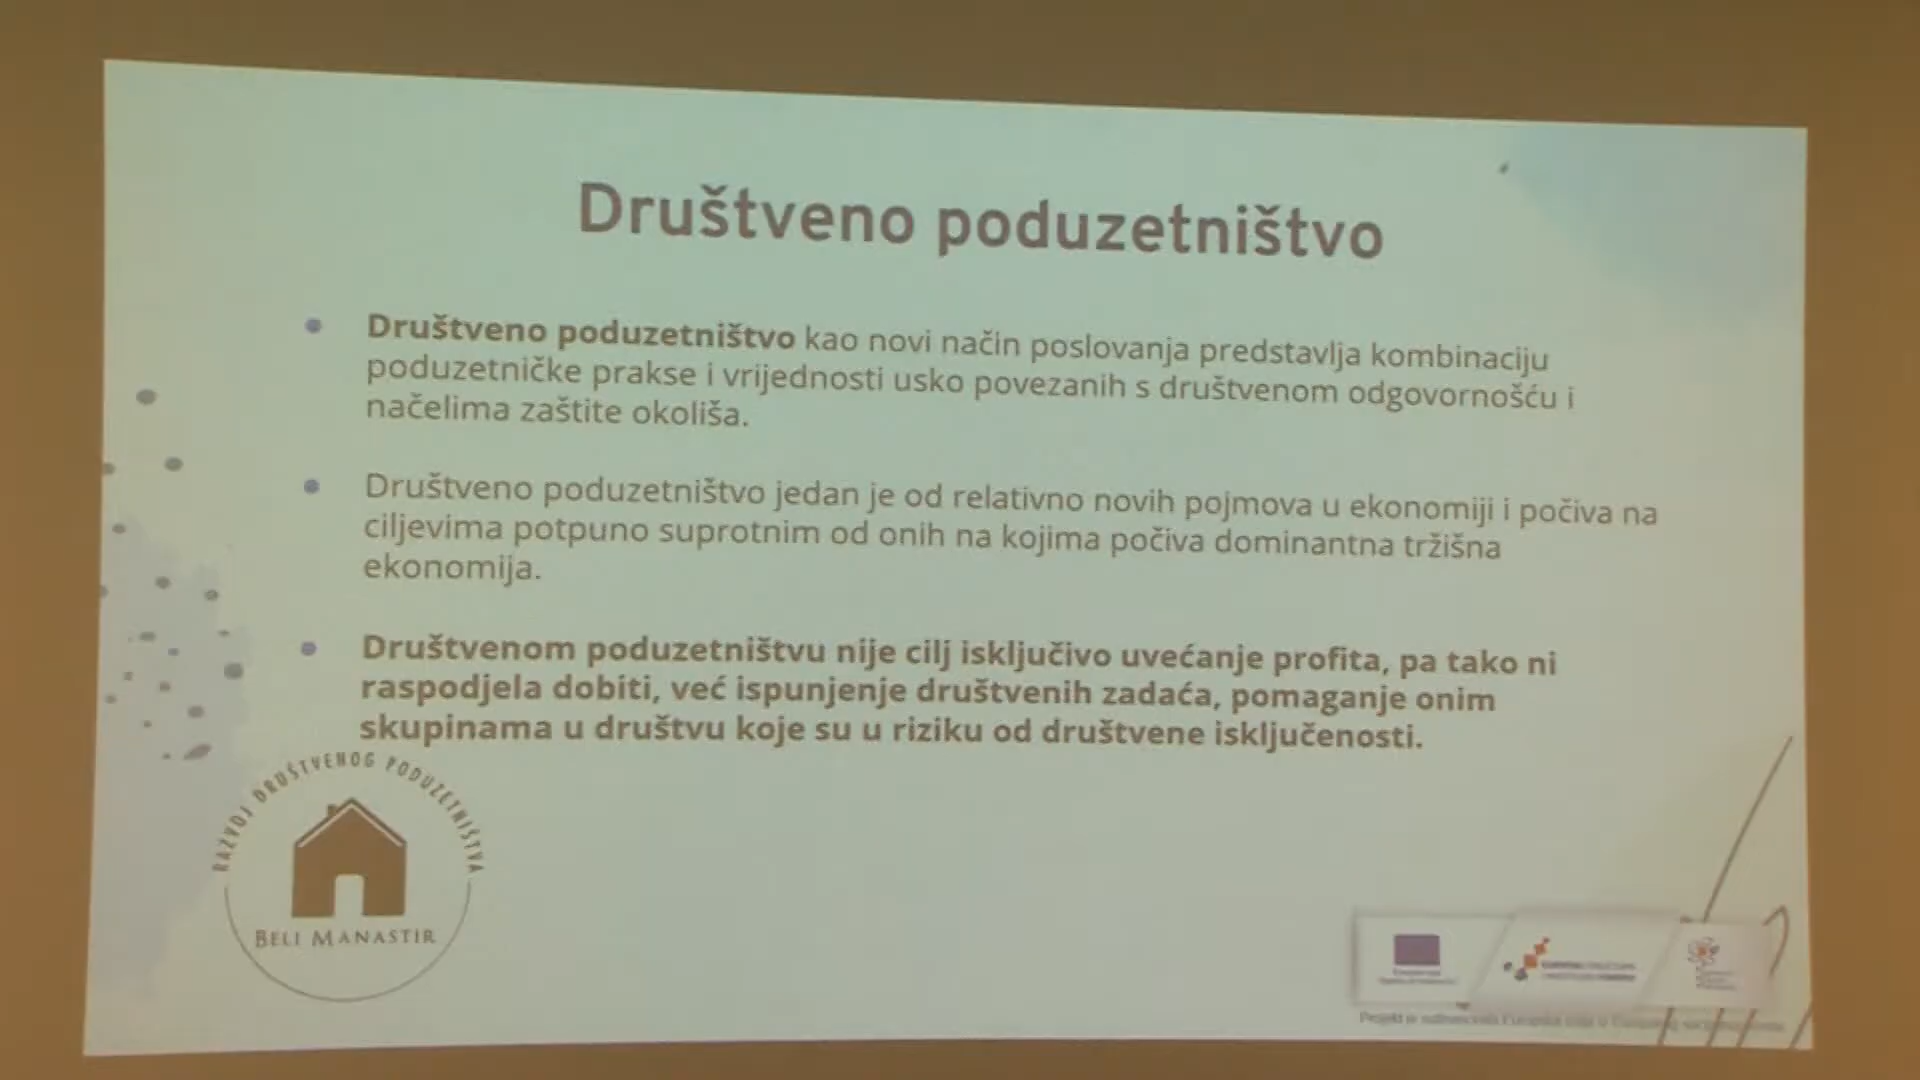 Društveno poduzetništvo
• Društveno poduzetništvo kao novi način poslovanja predstavlja kombinaciju
poduzetničke prakse i vrijednosti usko povezanih s društvenom odgovornošću i
načelima zaštite okoliša.
• Društveno poduzetništvo jedan je od relativno novih pojmova u ekonomiji i počiva na
ciljevima potpuno suprotnim od onih na kojima počiva dominantna tržišna
ekonomija.
• Društvenom poduzetništvu nije cilj isključivo uvećanje profita, pa tako ni
raspodjela dobiti, već ispunjenje društvenih zadaća, pomaganje onim
skupinama u društvu koje su u riziku od društvene isključenosti.
RAZVOJ DRUŠTVENOG PODUZETNIŠTVA
BELI MANASTIR
Projekt je